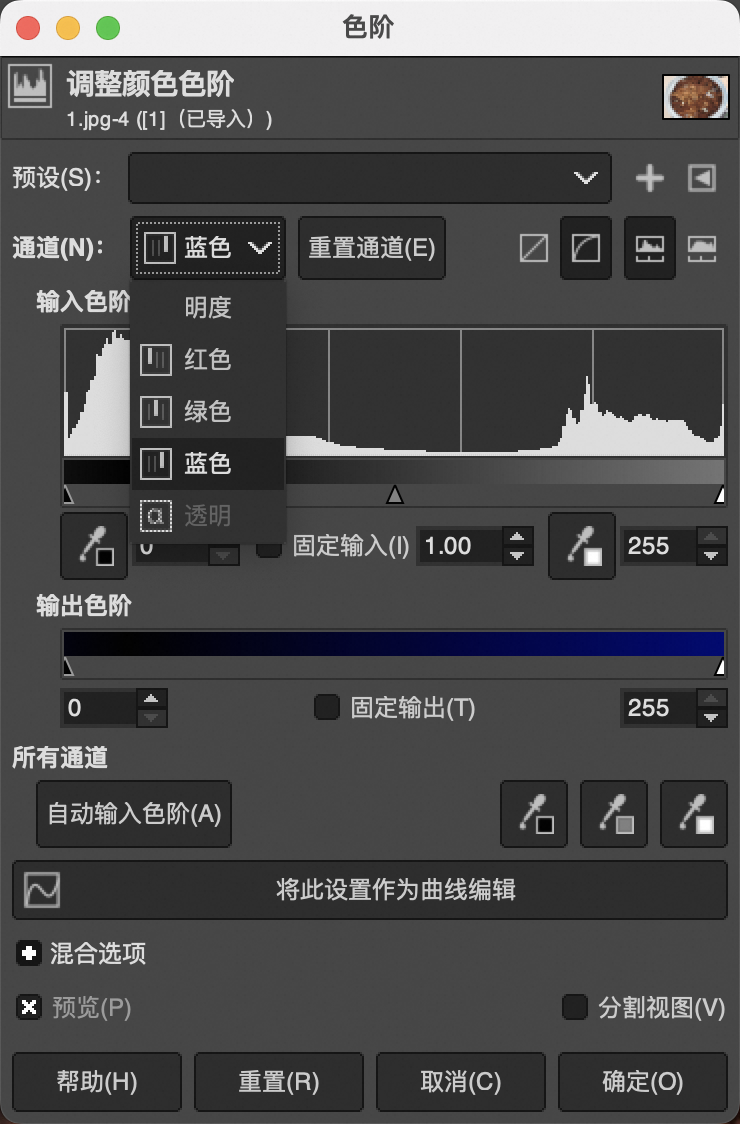 色阶
调整颜色色阶
1.jpg-4 ([1]（已导入）)
预设(S)：
通道(N)： 蓝色 重置通道(E)
输入色阶
明度
红色
绿色
蓝色
透明
0 固定输入(I) 1.00 255
输出色阶
0 固定输出(T) 255
所有通道
自动输入色阶(A)
将此设置作为曲线编辑
混合选项
预览(P) 分割视图(V)
帮助(H) 重置(R) 取消(C) 确定(O)